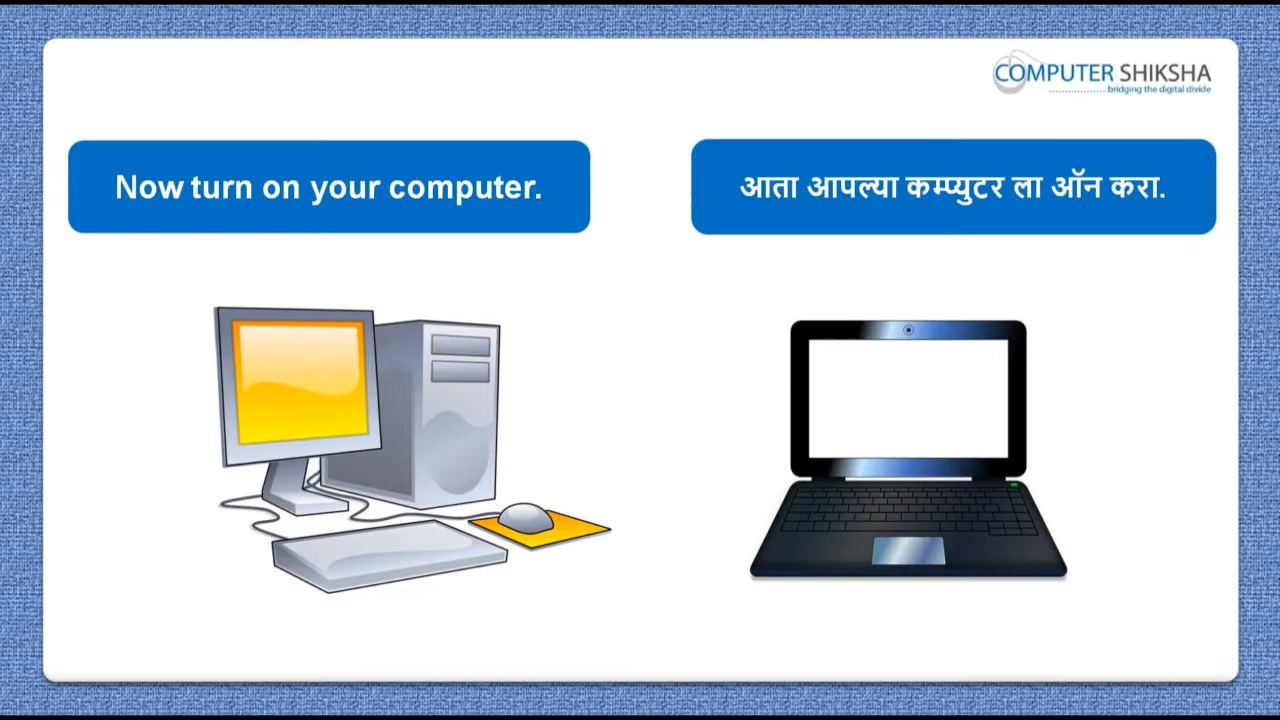 COMPUTER SHIKSHA
bridging the digital divide
Now turn on your computer.
आता आपल्या कम्प्युटर ला ऑन करा.